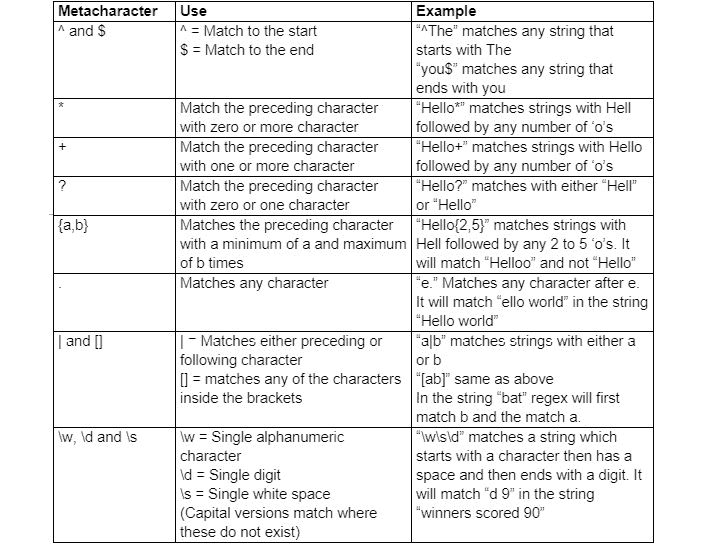 Metacharacter Use Example
^ and $ ^ = Match to the start "^The" matches any string that
$ = Match to the end starts with The
"you$" matches any string that
ends with you
* Match the preceding character "Hello*" matches strings with Hell
with zero or more character followed by any number of 'o's
+ Match the preceding character "Hello+" matches strings with Hello
with one or more character followed by any number of 'o's
? Match the preceding character "Hello?" matches with either "Hell"
with zero or one character or "Hello"
{a,b} Matches the preceding character "Hello{2,5}" matches strings with
with a minimum of a and maximum Hell followed by any 2 to 5 'o's. It
of b times will match "Helloo" and not "Hello"
. Matches any character "e." Matches any character after e.
It will match "ello world" in the string
"Hello world"
| and [] | - Matches either preceding or "a|b" matches strings with either a
following character or b
[] = matches any of the characters "[ab]" same as above
inside the brackets In the string "bat" regex will first
match b and the match a.
\w, \d and \s \w = Single alphanumeric "\w\s\d" matches a string which
character starts with a character then has a
\d = Single digit space and then ends with a digit. It
\s = Single white space will match "d 9" in the string
(Capital versions match where "winners scored 90"
these do not exist)